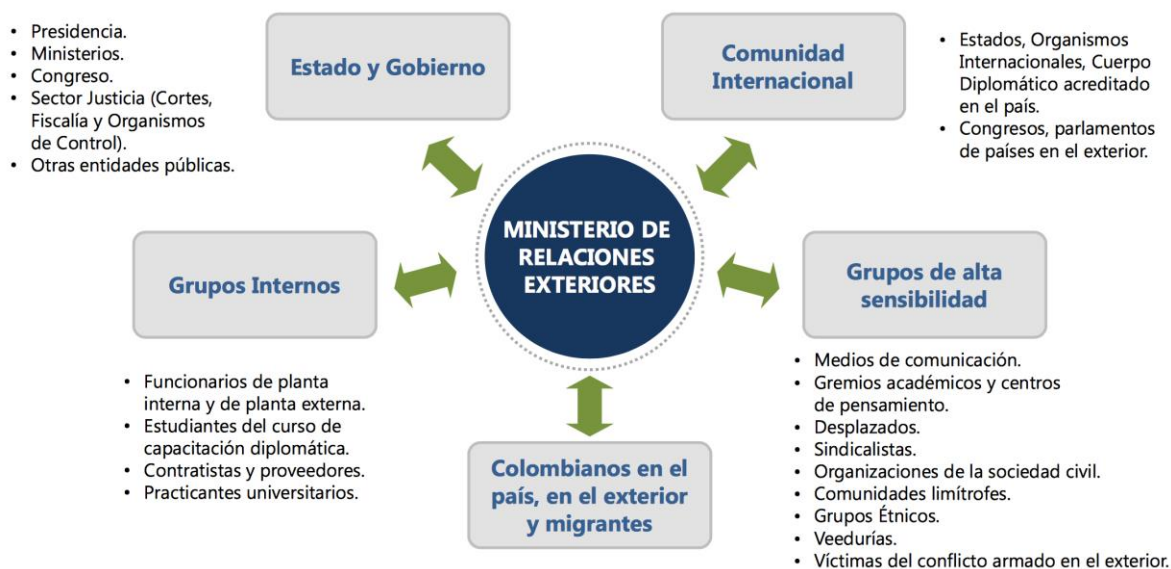 • Presidencia.
• Ministerios.
• Congreso.
• Sector Justicia (Cortes,
Fiscalía y Organismos
de Control).
• Otras entidades públicas.
Estado y Gobierno
Comunidad
Internacional
• Estados, Organismos
Internacionales, Cuerpo
Diplomático acreditado
en el país.
• Congresos, parlamentos
de países en el exterior.
MINISTERIO DE
RELACIONES
EXTERIORES
Grupos Internos
• Funcionarios de planta
interna y de planta externa.
• Estudiantes del curso de
capacitación diplomática.
• Contratistas y proveedores.
• Practicantes universitarios.
Grupos de alta
sensibilidad
• Medios de comunicación.
• Gremios académicos y centros
de pensamiento.
• Desplazados.
• Sindicalistas.
• Organizaciones de la sociedad civil.
• Comunidades limítrofes.
• Grupos Étnicos.
• Veedurías.
• Víctimas del conflicto armado en el exterior.
Colombianos en el
país, en el exterior
y migrantes